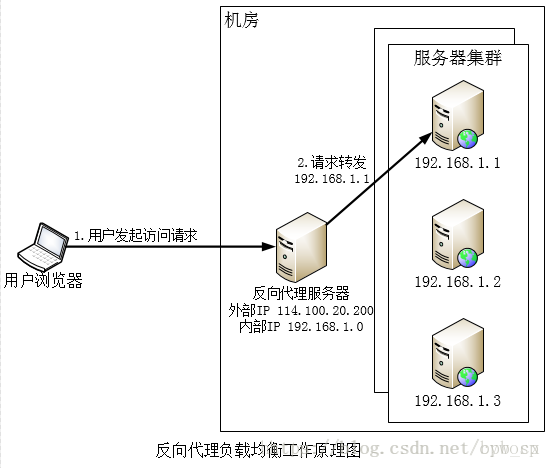 机房
服务器集群
192.168.1.1
2.请求转发
192.168.1.1
1.用户发起访问请求
用户浏览器
反向代理服务器
外部IP 114.100.20.200
内部IP 192.168.1.0
192.168.1.2
192.168.1.3
反向代理负载均衡工作原理图